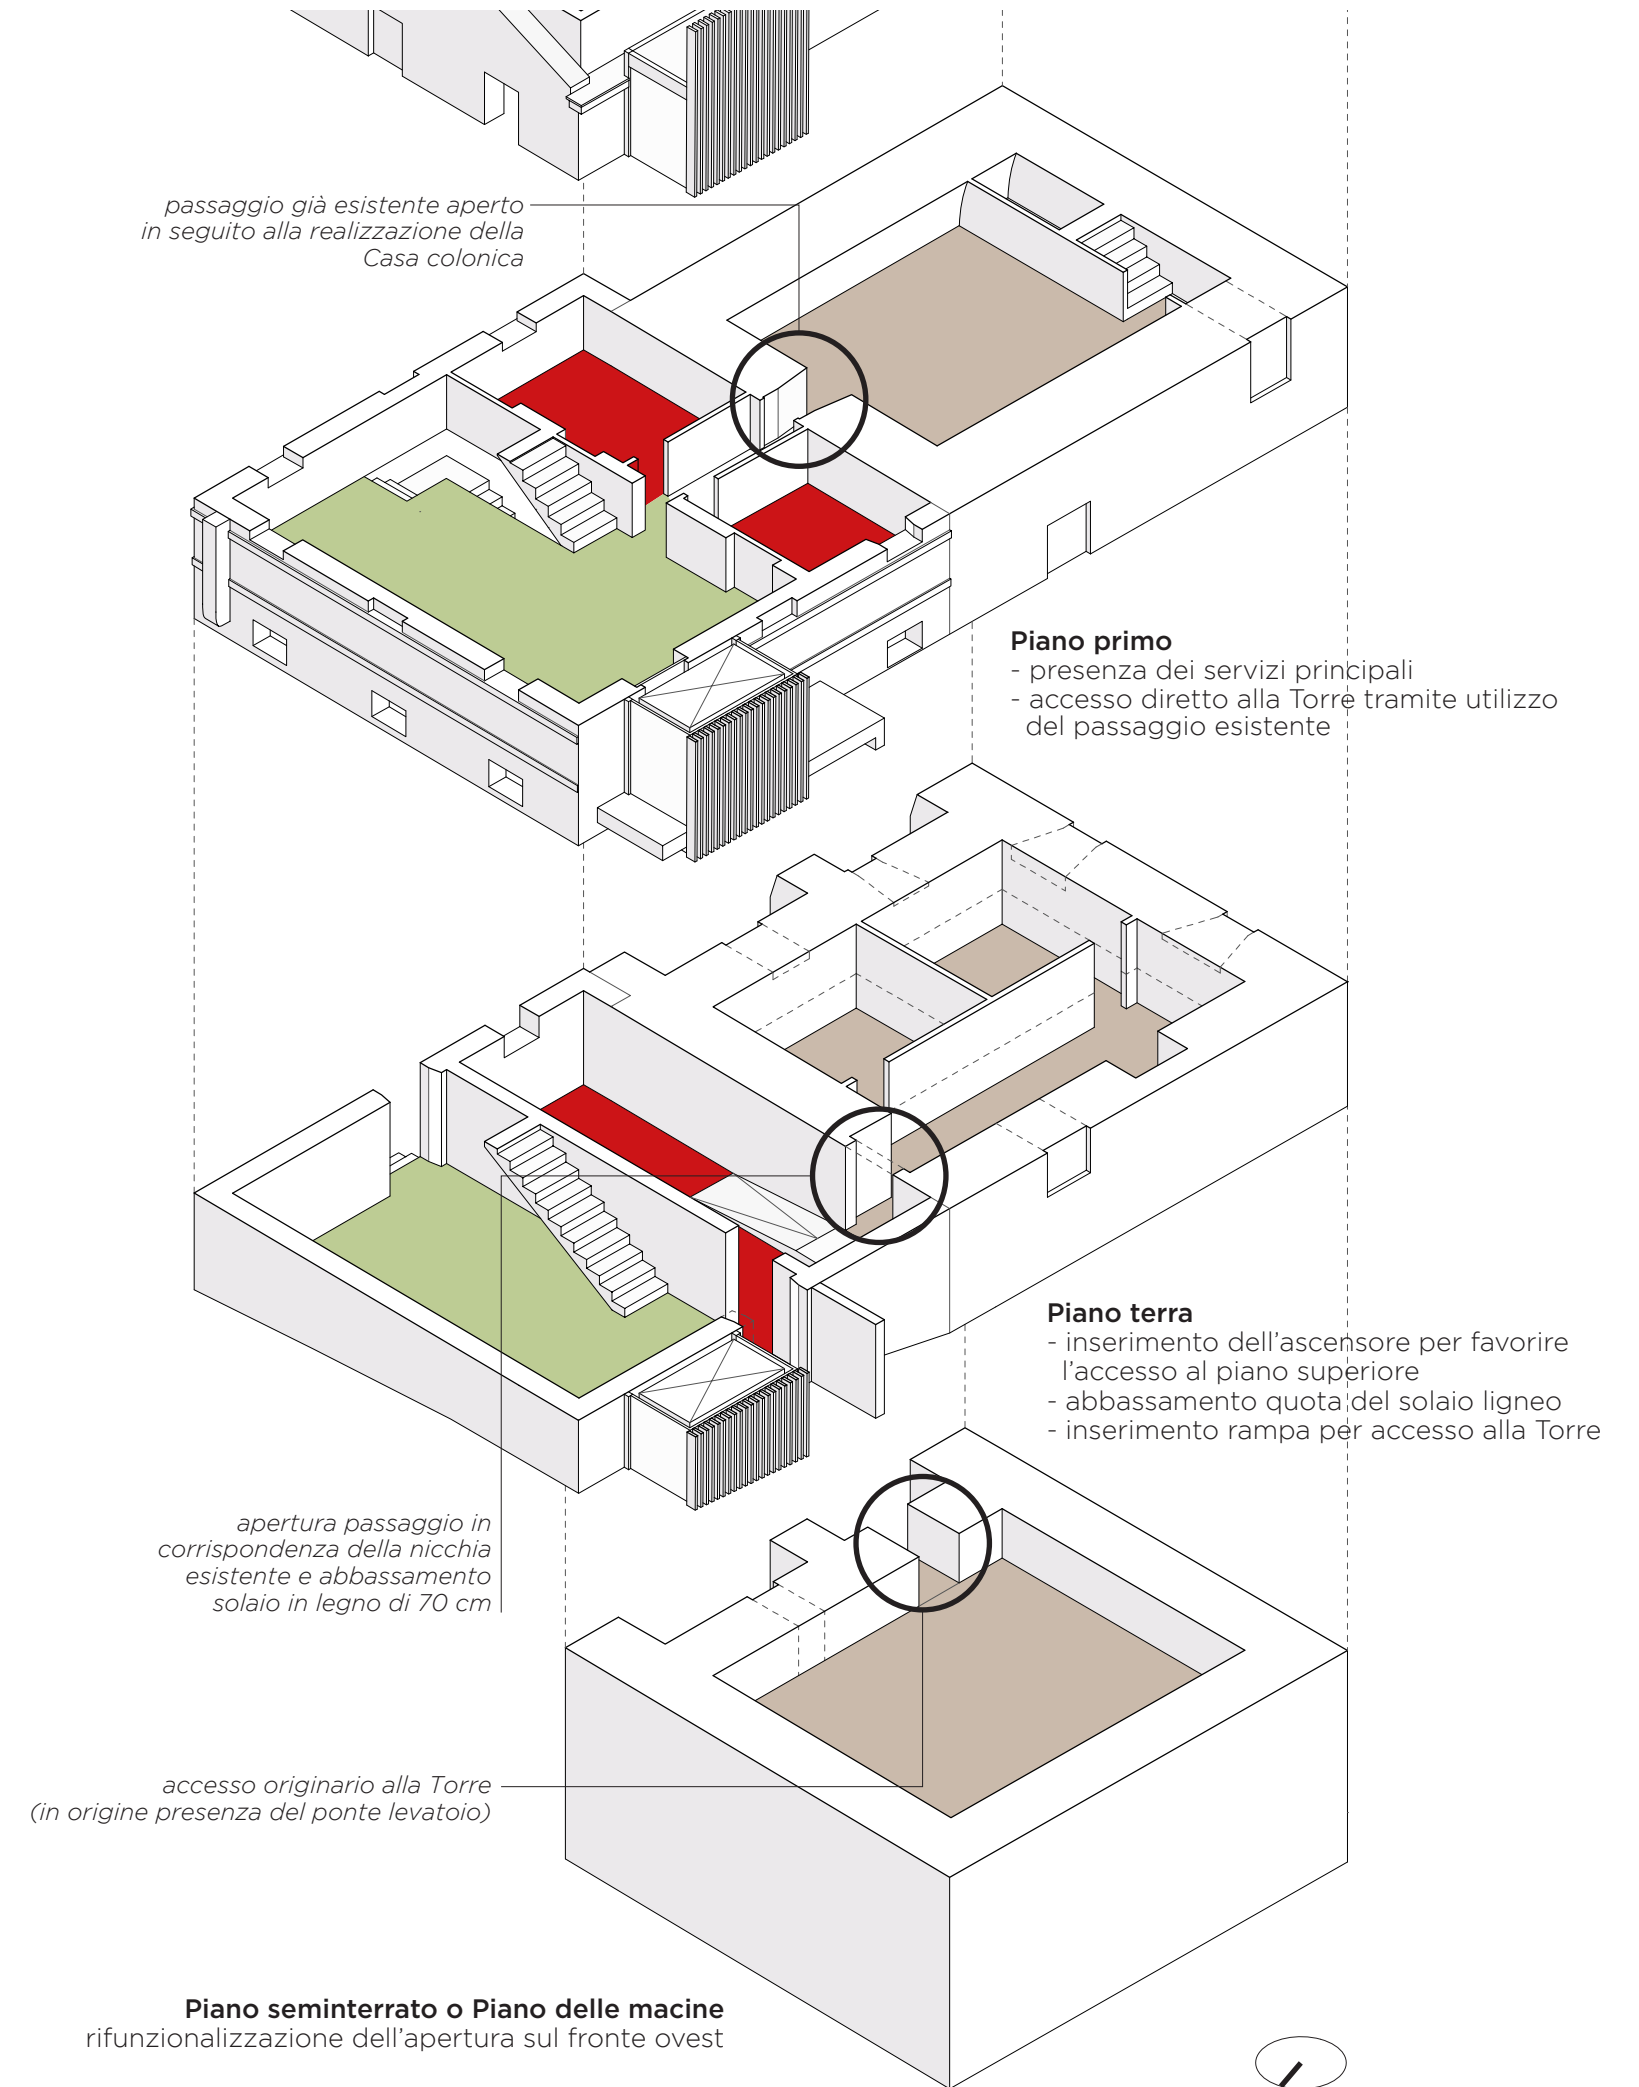 passaggio già esistente aperto
in seguito alla realizzazione della
Casa colonica
Piano primo
- presenza dei servizi principali
- accesso diretto alla Torre tramite utilizzo
del passaggio esistente
Piano terra
- inserimento dell'ascensore per favorire
l'accesso al piano superiore
- abbassamento quota del solaio ligneo
- inserimento rampa per accesso alla Torre
apertura passaggio in
corrispondenza della nicchia
esistente e abbassamento
solaio in legno di 70 cm
accesso originario alla Torre
(in origine presenza del ponte levatoio)
Piano seminterrato o Piano delle macine
rifunzionalizzazione dell'apertura sul fronte ovest